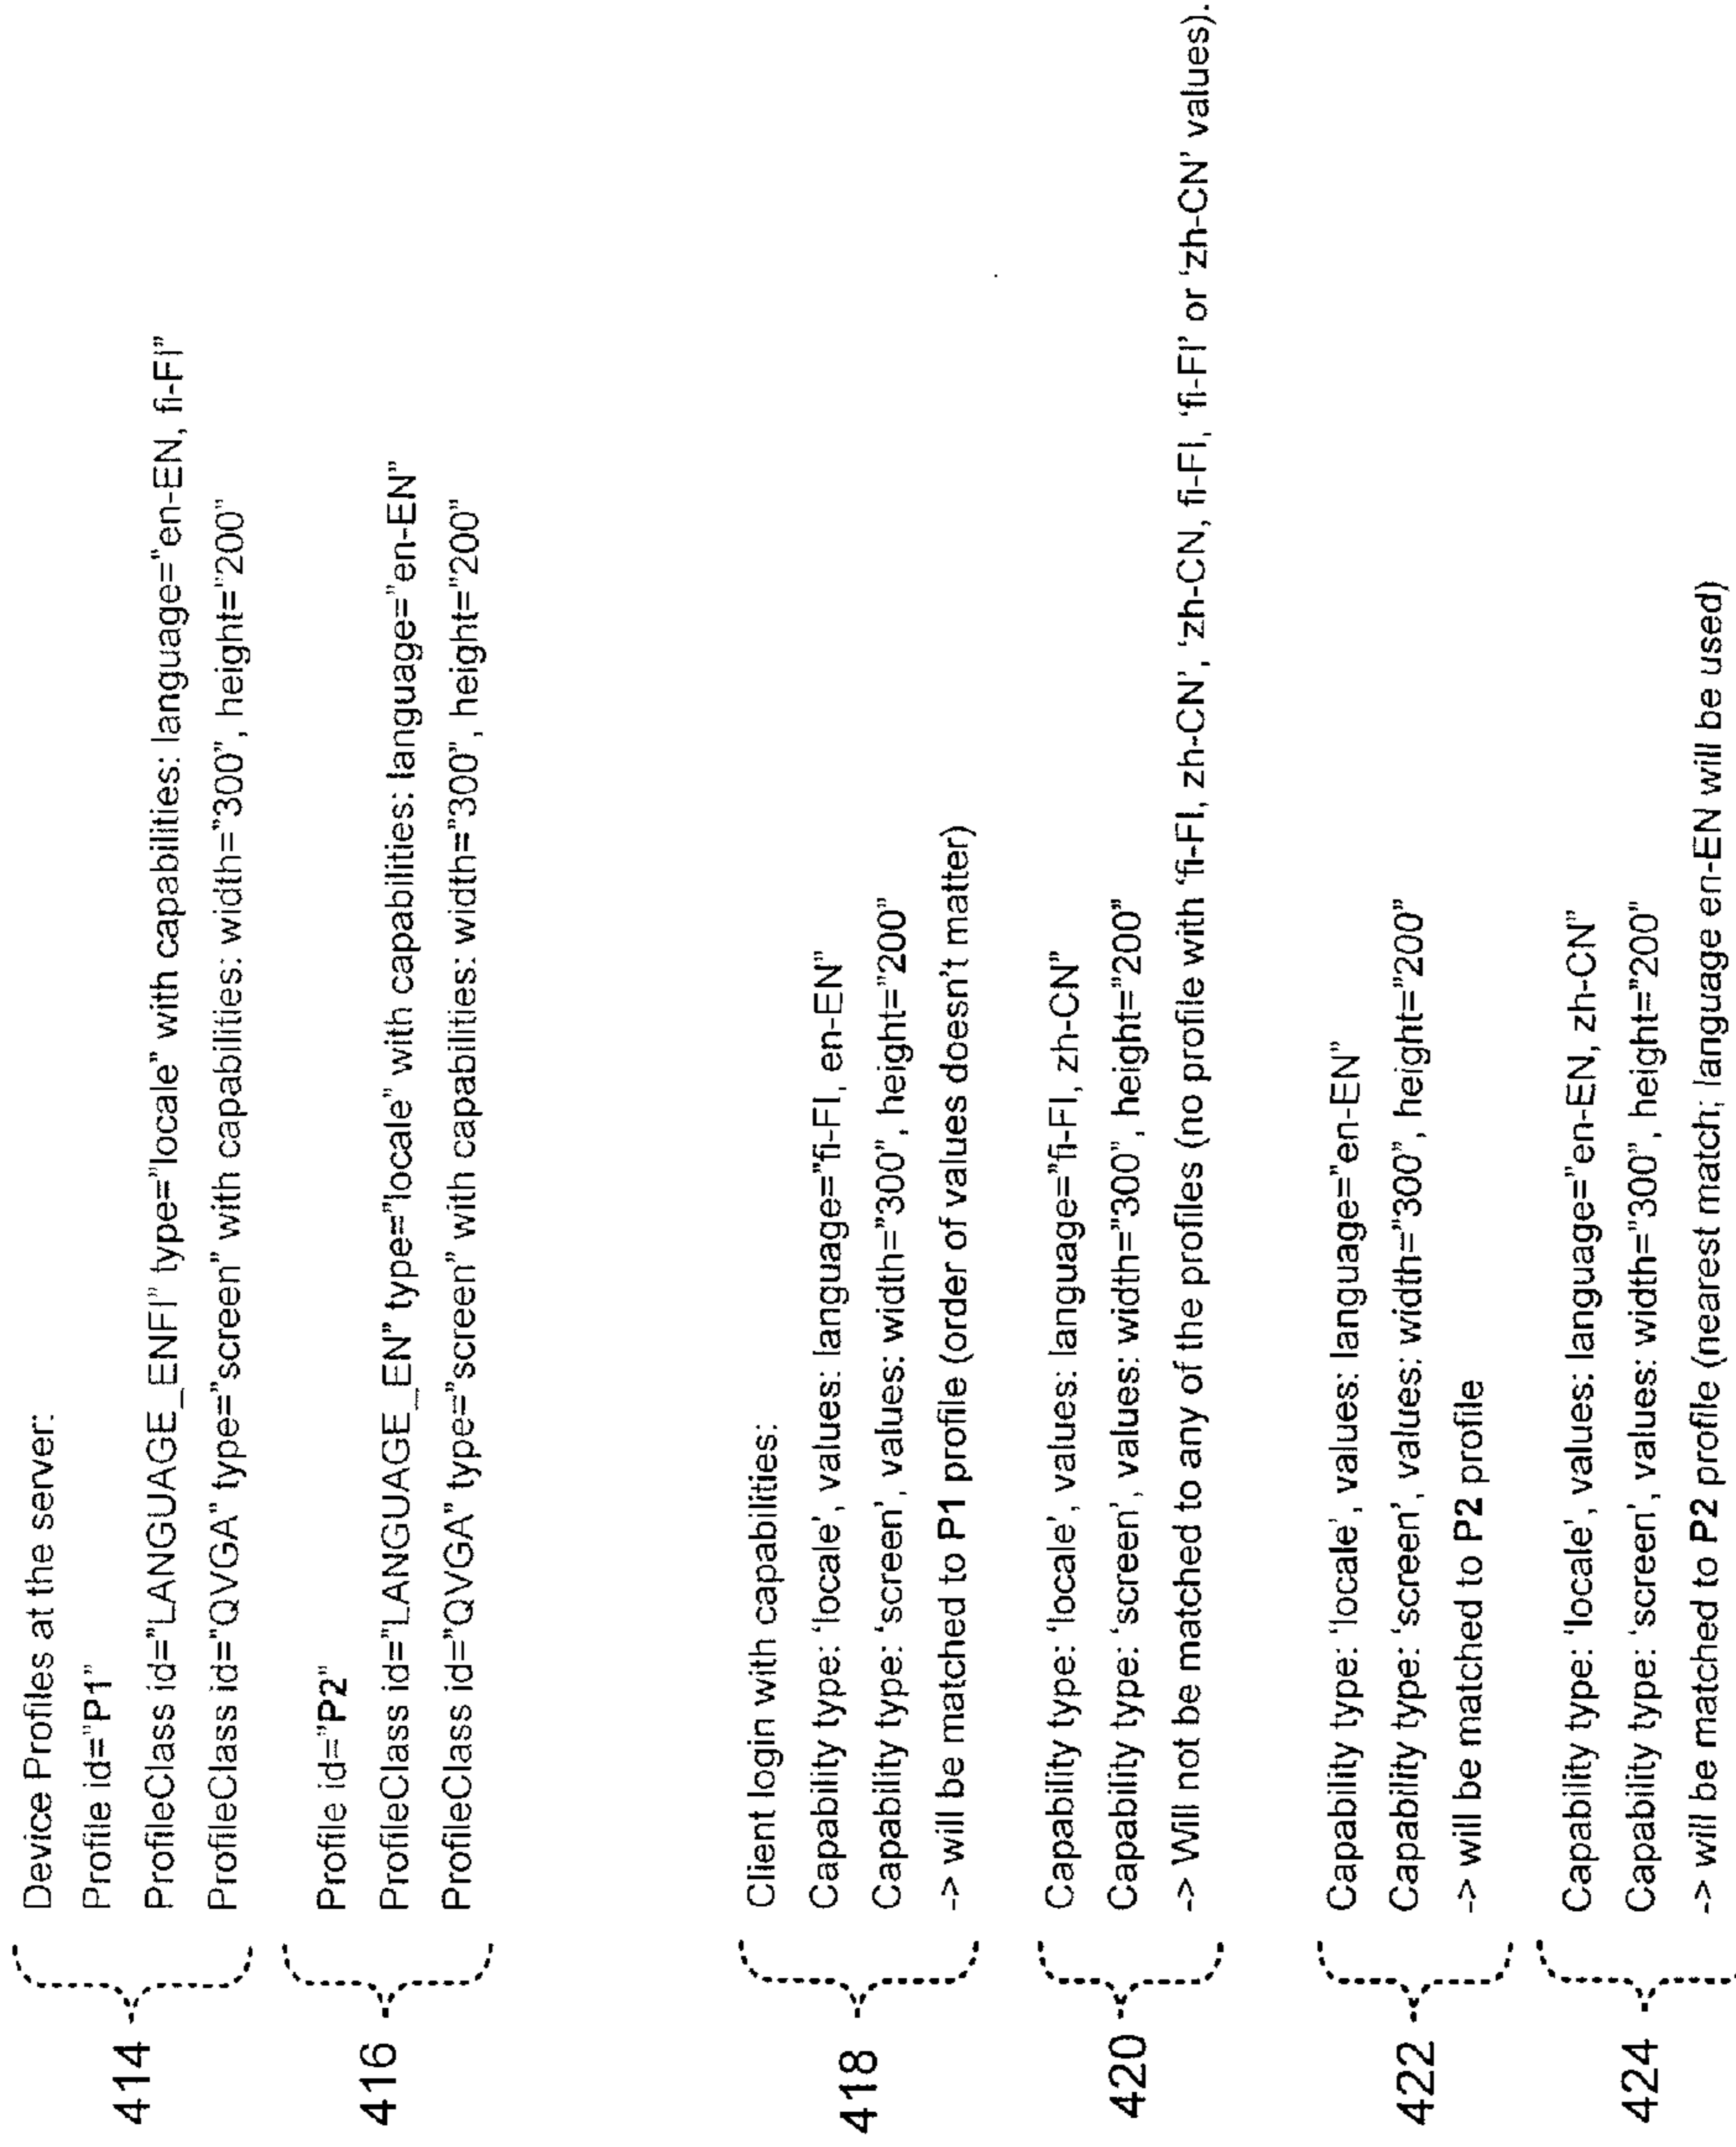 Device Profiles at the server:
414
Profile id="P1"
ProfileClass id="LANGUAGE_ENFI" type="locale" with capabilities: language="en-EN, fi-FI"
ProfileClass id="QVGA" type="screen" with capabilities: width="300", height="200"
416
Profile id="P2"
ProfileClass id="LANGUAGE_EN" type="locale" with capabilities: language="en-EN"
ProfileClass id="QVGA" type="screen" with capabilities: width="300", height="200"
Client login with capabilities:
418
Capability type: 'locale', values: language="fi-FI, en-EN"
Capability type: 'screen', values: width="300", height="200"
-> will be matched to P1 profile (order of values doesn't matter)
420
Capability type: 'locale', values: language="fi-FI, zh-CN"
Capability type: 'screen', values: width="300", height="200"
-> Will not be matched to any of the profiles (no profile with 'fi-FI, zh-CN', 'zh-CN, fi-FI, 'fi-FI' or 'zh-CN' values).
422
Capability type: 'locale', values: language="en-EN"
Capability type: 'screen', values: width="300", height="200"
-> will be matched to P2 profile
424
Capability type: 'locale', values: language="en-EN, zh-CN"
Capability type: 'screen', values: width="300", height="200"
-> will be matched to P2 profile (nearest match; language en-EN will be used)